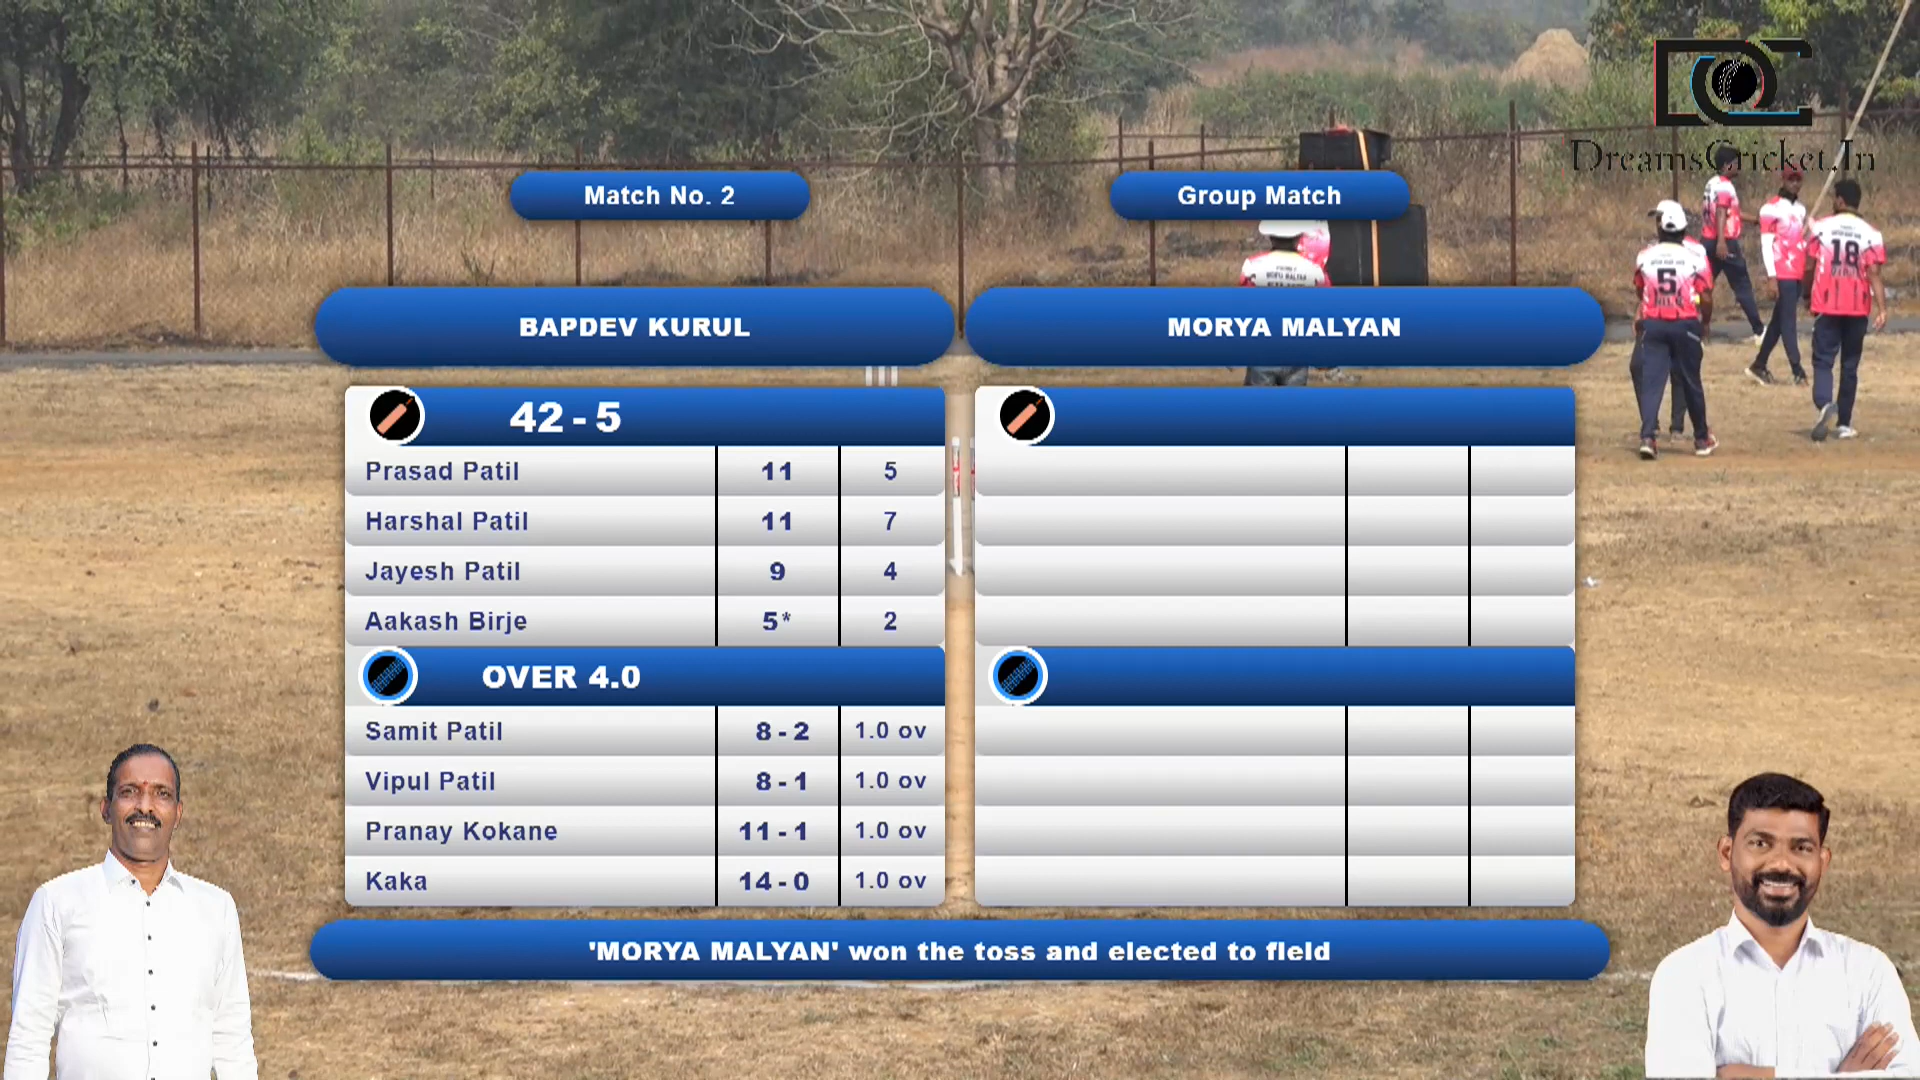 DreamsCricket.In
Match No. 2
Group Match
18
5
BAPDEV KURUL
MORYA MALYAN
42 - 5
Prasad Patil 11 5
Harshal Patil 11 7
Jayesh Patil 9 4
Aakash Birje 5* 2
OVER 4.0
Samit Patil 8 - 2 1.0 ov
Vipul Patil 8 - 1 1.0 ov
Pranay Kokane 11 - 1 1.0 ov
Kaka 14 - 0 1.0 ov
'MORYA MALYAN' won the toss and elected to field